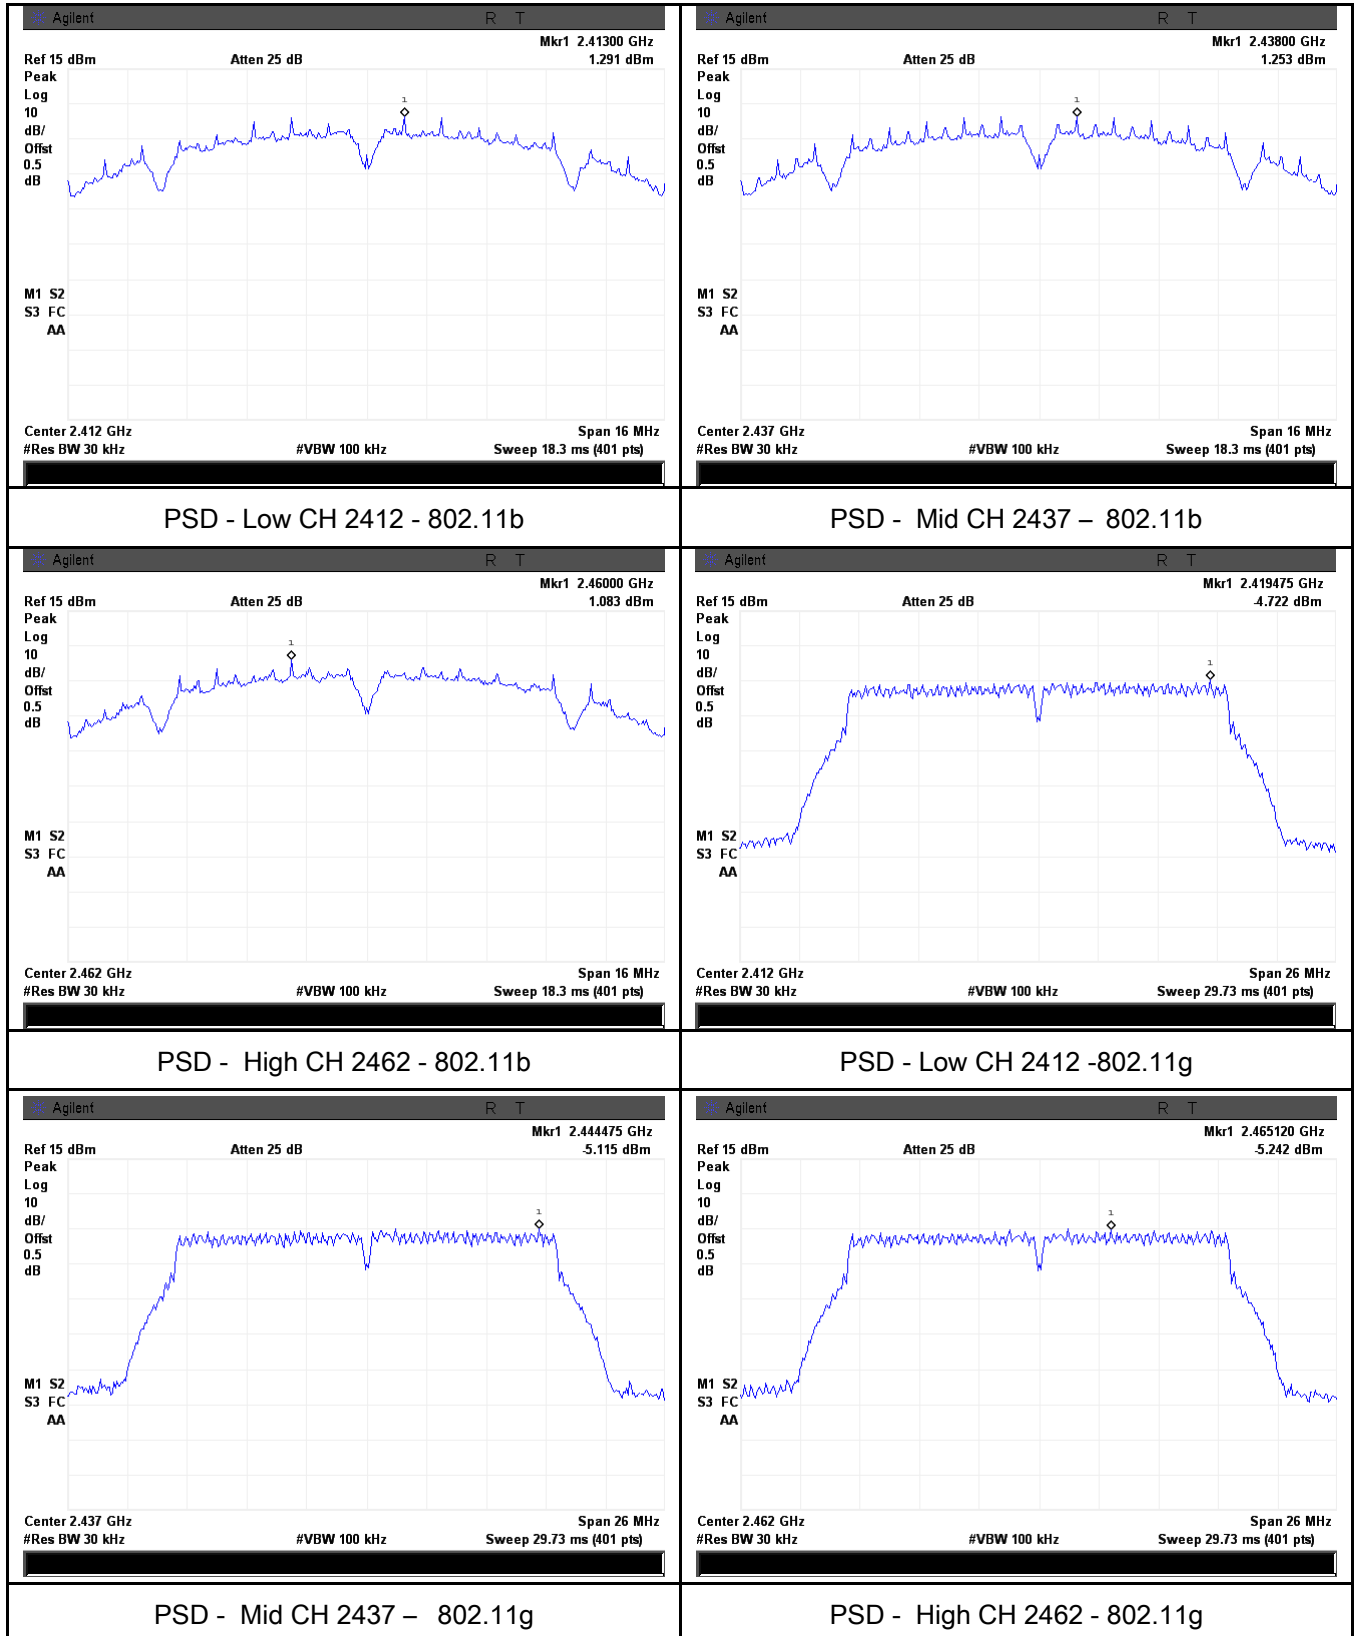 Agilent R T
Mkr1 2.41300 GHz
Ref 15 dBm Atten 25 dB 1.291 dBm
Peak
Log
10
dB/
Offst
0.5
dB
1
M1 S2
S3 FC
AA
Center 2.412 GHz Span 16 MHz
#Res BW 30 kHz #VBW 100 kHz Sweep 18.3 ms (401 pts)
PSD - Low CH 2412 - 802.11b
Agilent R T
Mkr1 2.43800 GHz
Ref 15 dBm Atten 25 dB 1.253 dBm
Peak
Log
10
dB/
Offst
0.5
dB
1
M1 S2
S3 FC
AA
Center 2.437 GHz Span 16 MHz
#Res BW 30 kHz #VBW 100 kHz Sweep 18.3 ms (401 pts)
PSD - Mid CH 2437 – 802.11b
Agilent R T
Mkr1 2.46000 GHz
Ref 15 dBm Atten 25 dB 1.083 dBm
Peak
Log
10
dB/
Offst
0.5
dB
1
M1 S2
S3 FC
AA
Center 2.462 GHz Span 16 MHz
#Res BW 30 kHz #VBW 100 kHz Sweep 18.3 ms (401 pts)
PSD - High CH 2462 - 802.11b
Agilent R T
Mkr1 2.419475 GHz
Ref 15 dBm Atten 25 dB -4.722 dBm
Peak
Log
10
dB/
Offst
0.5
dB
1
M1 S2
S3 FC
AA
Center 2.412 GHz Span 26 MHz
#Res BW 30 kHz #VBW 100 kHz Sweep 29.73 ms (401 pts)
PSD - Low CH 2412 -802.11g
Agilent R T
Mkr1 2.444475 GHz
Ref 15 dBm Atten 25 dB -5.115 dBm
Peak
Log
10
dB/
Offst
0.5
dB
1
M1 S2
S3 FC
AA
Center 2.437 GHz Span 26 MHz
#Res BW 30 kHz #VBW 100 kHz Sweep 29.73 ms (401 pts)
PSD - Mid CH 2437 – 802.11g
Agilent R T
Mkr1 2.465120 GHz
Ref 15 dBm Atten 25 dB -5.242 dBm
Peak
Log
10
dB/
Offst
0.5
dB
1
M1 S2
S3 FC
AA
Center 2.462 GHz Span 26 MHz
#Res BW 30 kHz #VBW 100 kHz Sweep 29.73 ms (401 pts)
PSD - High CH 2462 - 802.11g